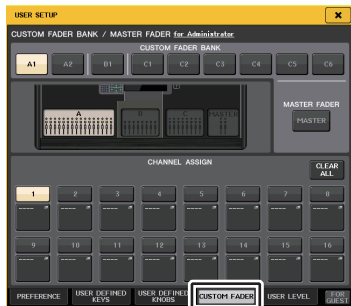 USER SETUP
CUSTOM FADER BANK / MASTER FADER for Administrator
CUSTOM FADER BANK
A1 A2 B1 C1 C2 C3 C4 C5 C6
A B C MASTER
MASTER FADER
MASTER
CHANNEL ASSIGN
CLEAR ALL
1 2 3 4 5 6 7 8
---- ---- ---- ---- ---- ---- ---- ----
9 10 11 12 13 14 15 16
---- ---- ---- ---- ---- ---- ---- ----
PREFERENCE USER DEFINED KEYS USER DEFINED KNOBS CUSTOM FADER USER LEVEL FOR GUEST